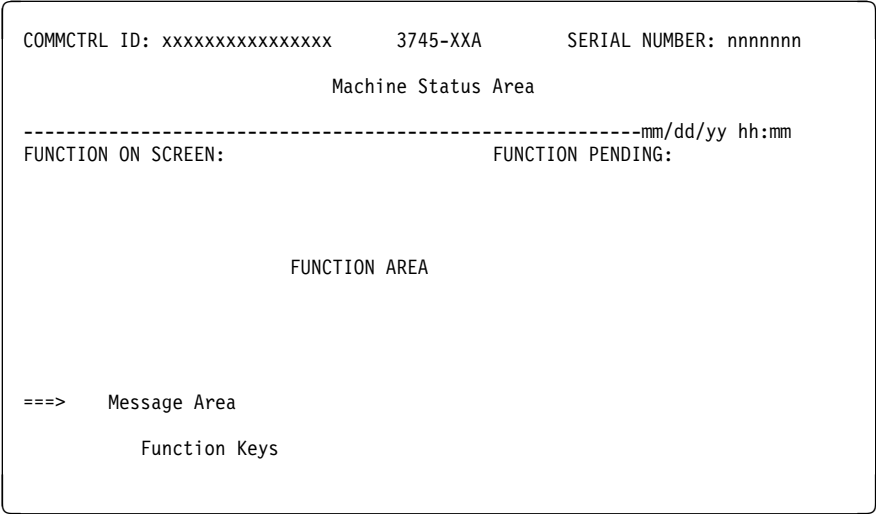 COMMCTRL ID: xxxxxxxxxxxxxxxx 3745-XXA SERIAL NUMBER: nnnnnnn
Machine Status Area
----------------------------------------------------------mm/dd/yy hh:mm
FUNCTION ON SCREEN: FUNCTION PENDING:
FUNCTION AREA
===> Message Area
Function Keys